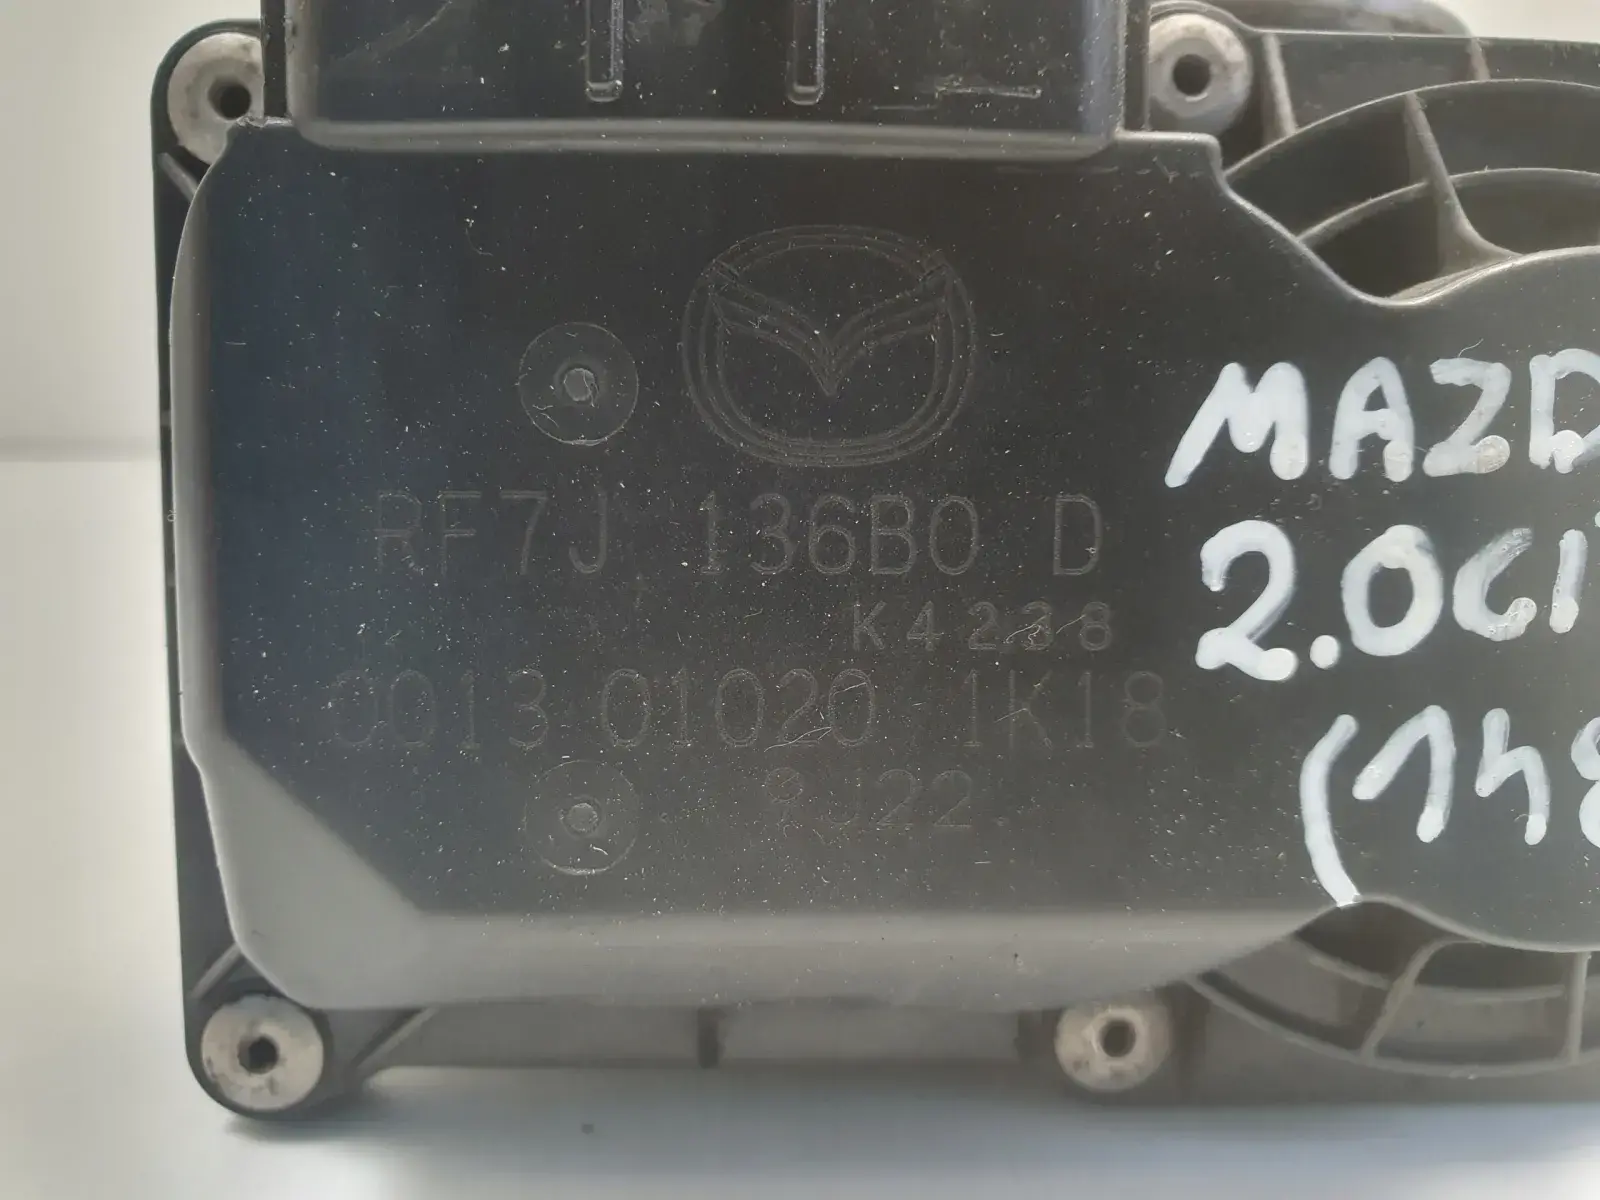 RF7J 136B0 D
K4238
0013 01020 1K18
9J22
MAZD
2.0CI
(148